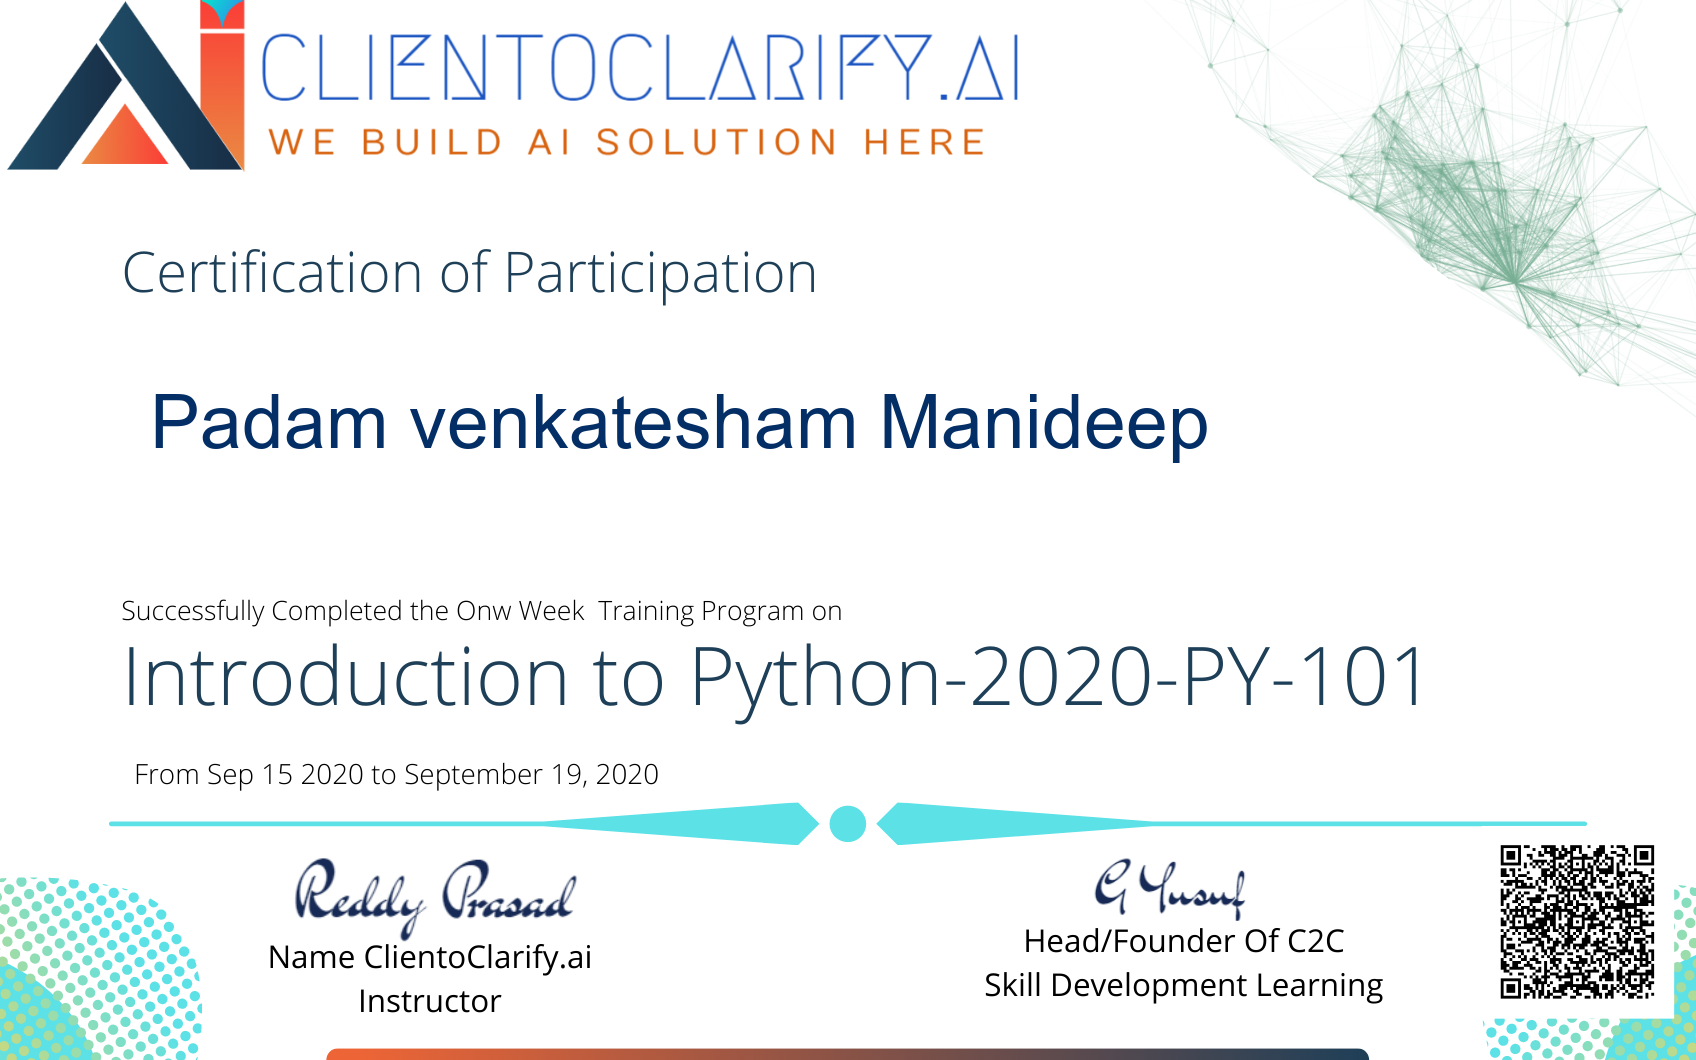 CLIENTOCLARIFY.AI
WE BUILD AI SOLUTION HERE
Certification of Participation
Padam venkatesham Manideep
Successfully Completed the Onw Week  Training Program on
Introduction to Python-2020-PY-101
From Sep 15 2020 to September 19, 2020
Reddy Prasad
Name ClientoClarify.ai
Instructor
G Yusuf
Head/Founder Of C2C
Skill Development Learning